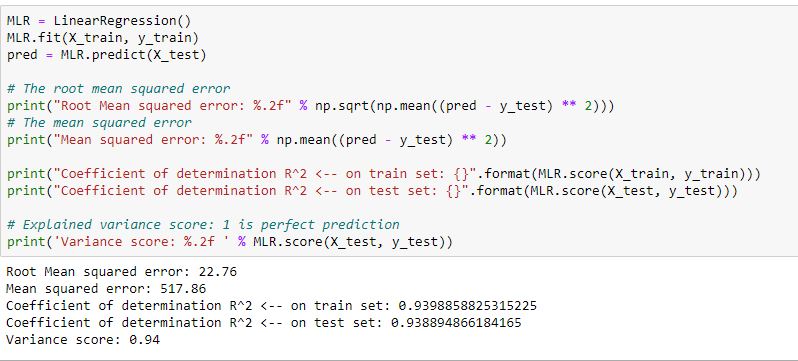 MLR = LinearRegression()
MLR.fit(X_train, y_train)
pred = MLR.predict(X_test)
# The root mean squared error
print("Root Mean squared error: %.2f" % np.sqrt(np.mean((pred - y_test) ** 2)))
# The mean squared error
print("Mean squared error: %.2f" % np.mean((pred - y_test) ** 2))
print("Coefficient of determination R^2 <-- on train set: {}".format(MLR.score(X_train, y_train)))
print("Coefficient of determination R^2 <-- on test set: {}".format(MLR.score(X_test, y_test)))
# Explained variance score: 1 is perfect prediction
print('Variance score: %.2f ' % MLR.score(X_test, y_test))
Root Mean squared error: 22.76
Mean squared error: 517.86
Coefficient of determination R^2 <-- on train set: 0.9398858825315225
Coefficient of determination R^2 <-- on test set: 0.938894866184165
Variance score: 0.94